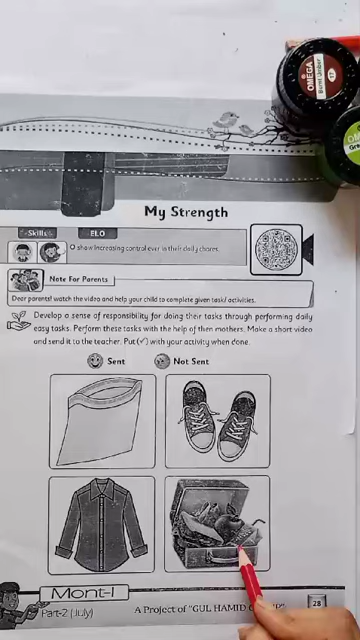 OMEGA
Burnt Umber
17
My Strength
Skills
ELO
show increasing control over in their daily chores.
Note For Parents
Dear parents! watch the video and help your child to complete given task/ activities.
Develop a sense of responsibility for doing their tasks through performing daily
easy tasks. Perform these tasks with the help of then mothers. Make a short video
and send it to the teacher. Put (✓) with your activity when done.
Sent
Not Sent
Mont-I
Part-2 (July)
A Project of "GUL HAMID
28